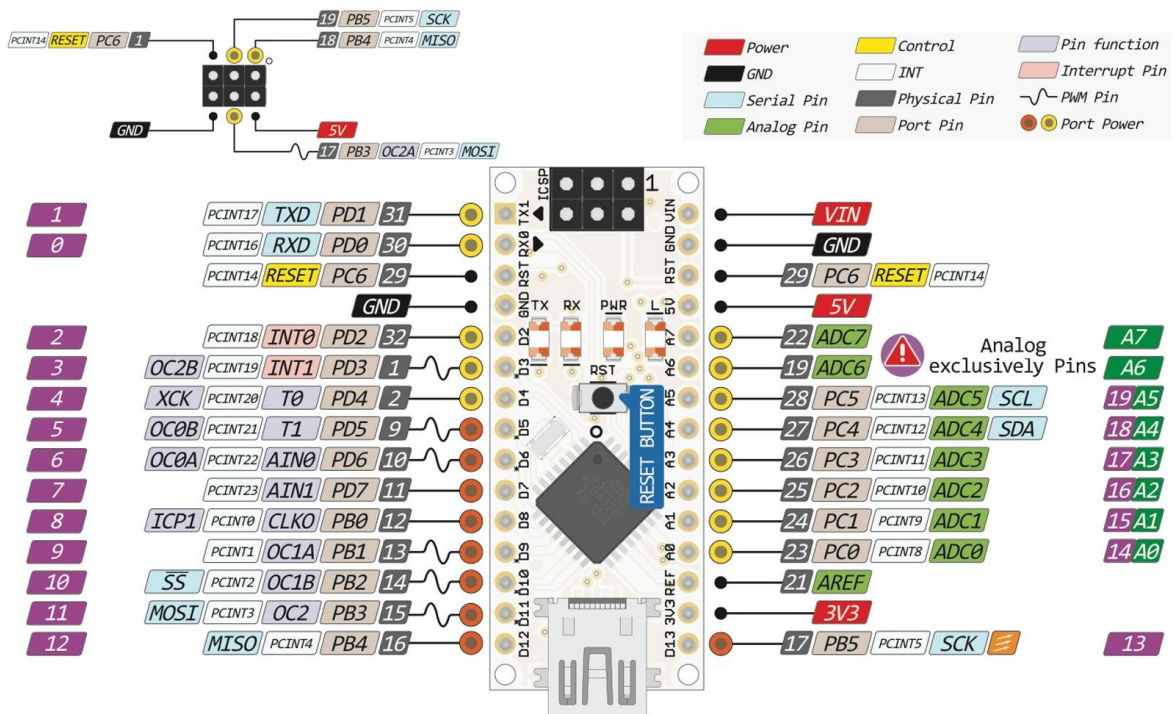 19 PB5 PCINT5 SCK
PCINT14 RESET PC6 1
18 PB4 PCINT4 MISO
GND
5V
17 PB3 OC2A PCINT3 MOSI
Power
Control
Pin function
GND
INT
Interrupt Pin
Serial Pin
Physical Pin
PWM Pin
Analog Pin
Port Pin
Port Power
ICSP
1
1 PCINT17 TXD PD1 31 TX1
VIN VIN
0 PCINT16 RXD PD0 30 RX0
GND GND
PCINT14 RESET PC6 29 RST
RST 29 PC6 RESET PCINT14
GND GND
5V 5V
TX RX PWR L
2 PCINT18 INT0 PD2 32 D2
A7 22 ADC7 A7
3 OC2B PCINT19 INT1 PD3 1 *D3
A6 19 ADC6 A6
Analog
exclusively Pins
RST
RESET BUTTON
4 XCK PCINT20 T0 PD4 2 D4
A5 28 PC5 PCINT13 ADC5 SCL 19 A5
5 OC0B PCINT21 T1 PD5 9 *D5
A4 27 PC4 PCINT12 ADC4 SDA 18 A4
6 OC0A PCINT22 AIN0 PD6 10 *D6
A3 26 PC3 PCINT11 ADC3 17 A3
7 PCINT23 AIN1 PD7 11 D7
A2 25 PC2 PCINT10 ADC2 16 A2
8 ICP1 PCINT0 CLKO PB0 12 D8
A1 24 PC1 PCINT9 ADC1 15 A1
9 PCINT1 OC1A PB1 13 *D9
A0 23 PC0 PCINT8 ADC0 14 A0
10 SS PCINT2 OC1B PB2 14 *D10
REF 21 AREF
11 MOSI PCINT3 OC2 PB3 15 *D11
3V3 3V3
12 MISO PCINT4 PB4 16 D12
D13 17 PB5 PCINT5 SCK 13